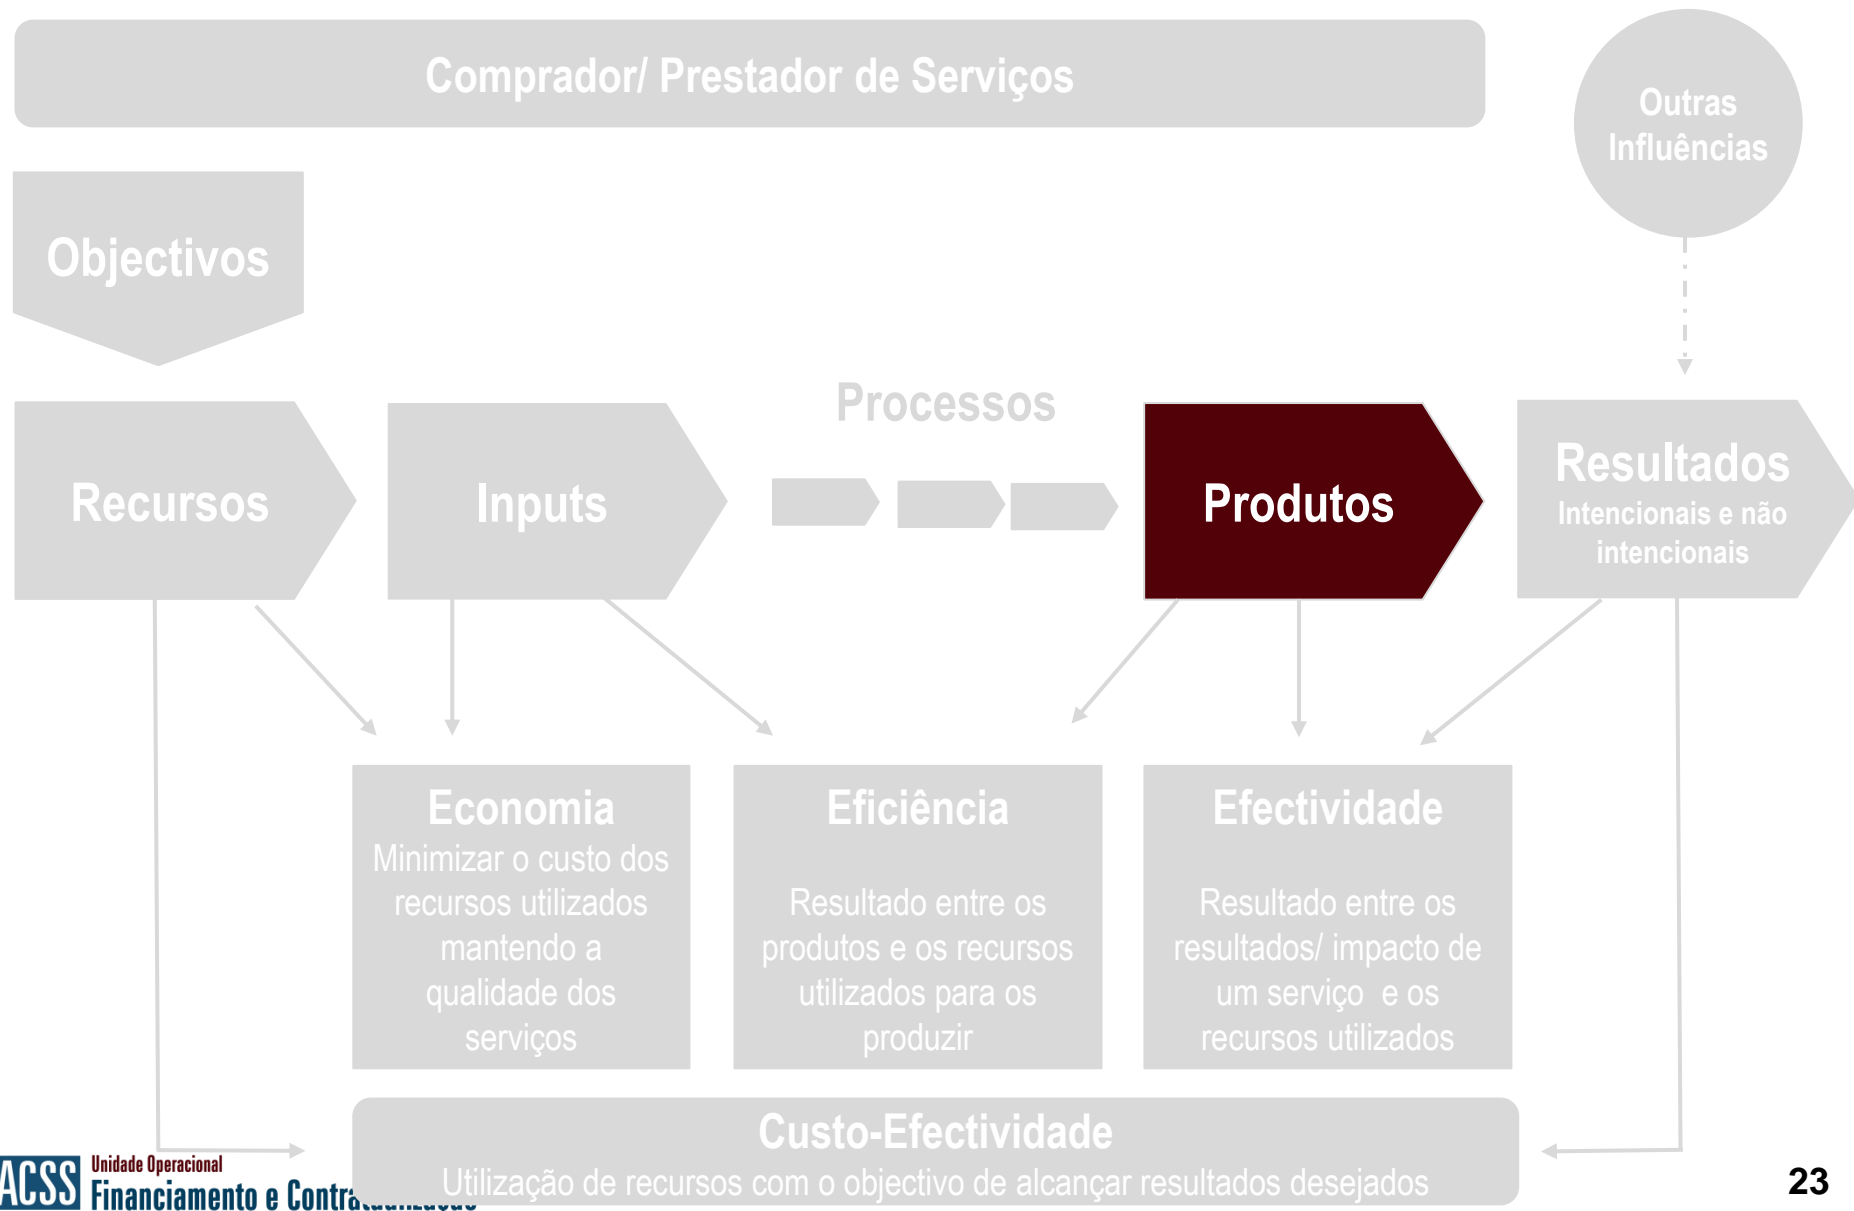 Comprador/ Prestador de Serviços
Outras
Influências
Objectivos
Processos
Recursos
Inputs
Produtos
Resultados
Intencionais e não
intencionais
Economia
Minimizar o custo dos
recursos utilizados
mantendo a
qualidade dos
serviços
Eficiência
Resultado entre os
produtos e os recursos
utilizados para os
produzir
Efectividade
Resultado entre os
resultados/ impacto de
um serviço  e os
recursos utilizados
Custo-Efectividade
Utilização de recursos com o objectivo de alcançar resultados desejados
ACSS
Unidade Operacional
Financiamento e Contratualização
23